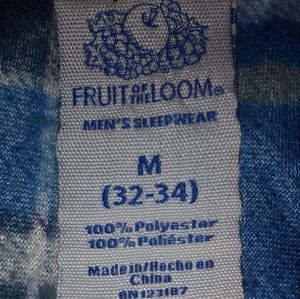 FRUIT OF THE LOOM®
MEN'S SLEEPWEAR
M
(32-34)
100% Polyester
100% Poliéster
Made in/Hecho en
China
RN123187